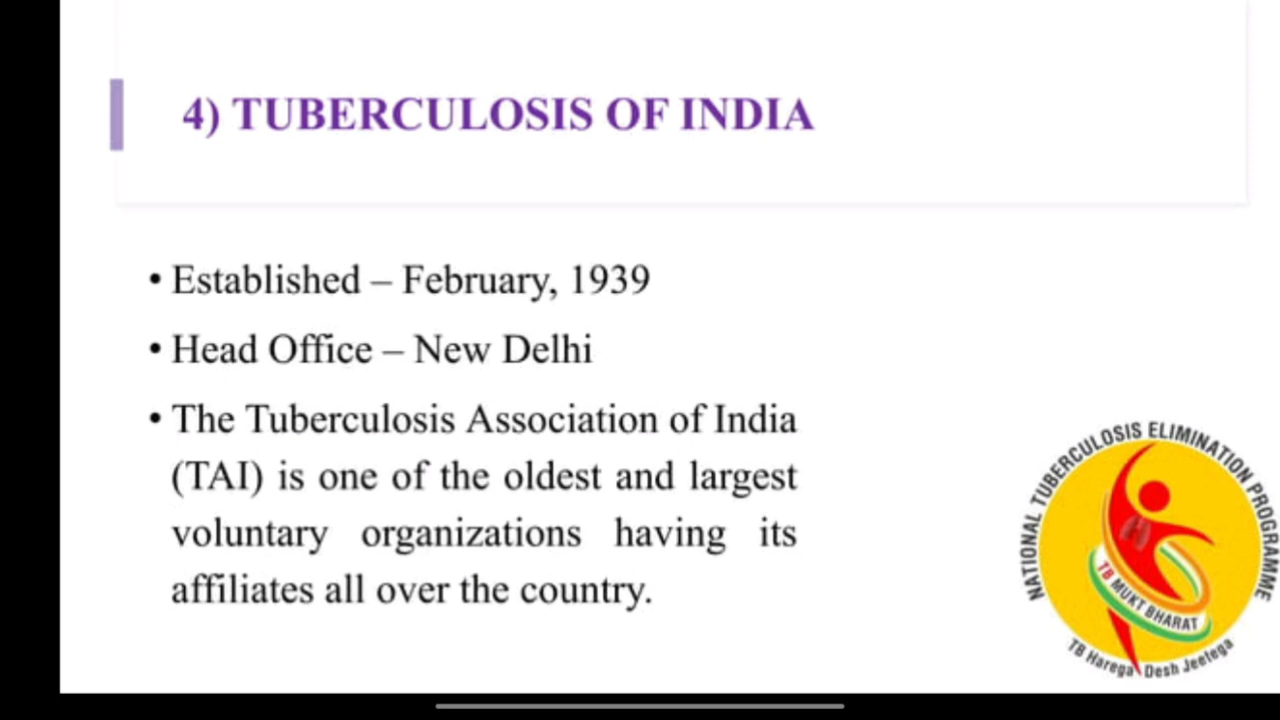 4) TUBERCULOSIS OF INDIA
• Established – February, 1939
• Head Office – New Delhi
• The Tuberculosis Association of India
(TAI) is one of the oldest and largest
voluntary organizations having its
affiliates all over the country.
NATIONAL TUBERCULOSIS ELIMINATION PROGRAMME
TB MUKT BHARAT
TB Harega Desh Jeetega